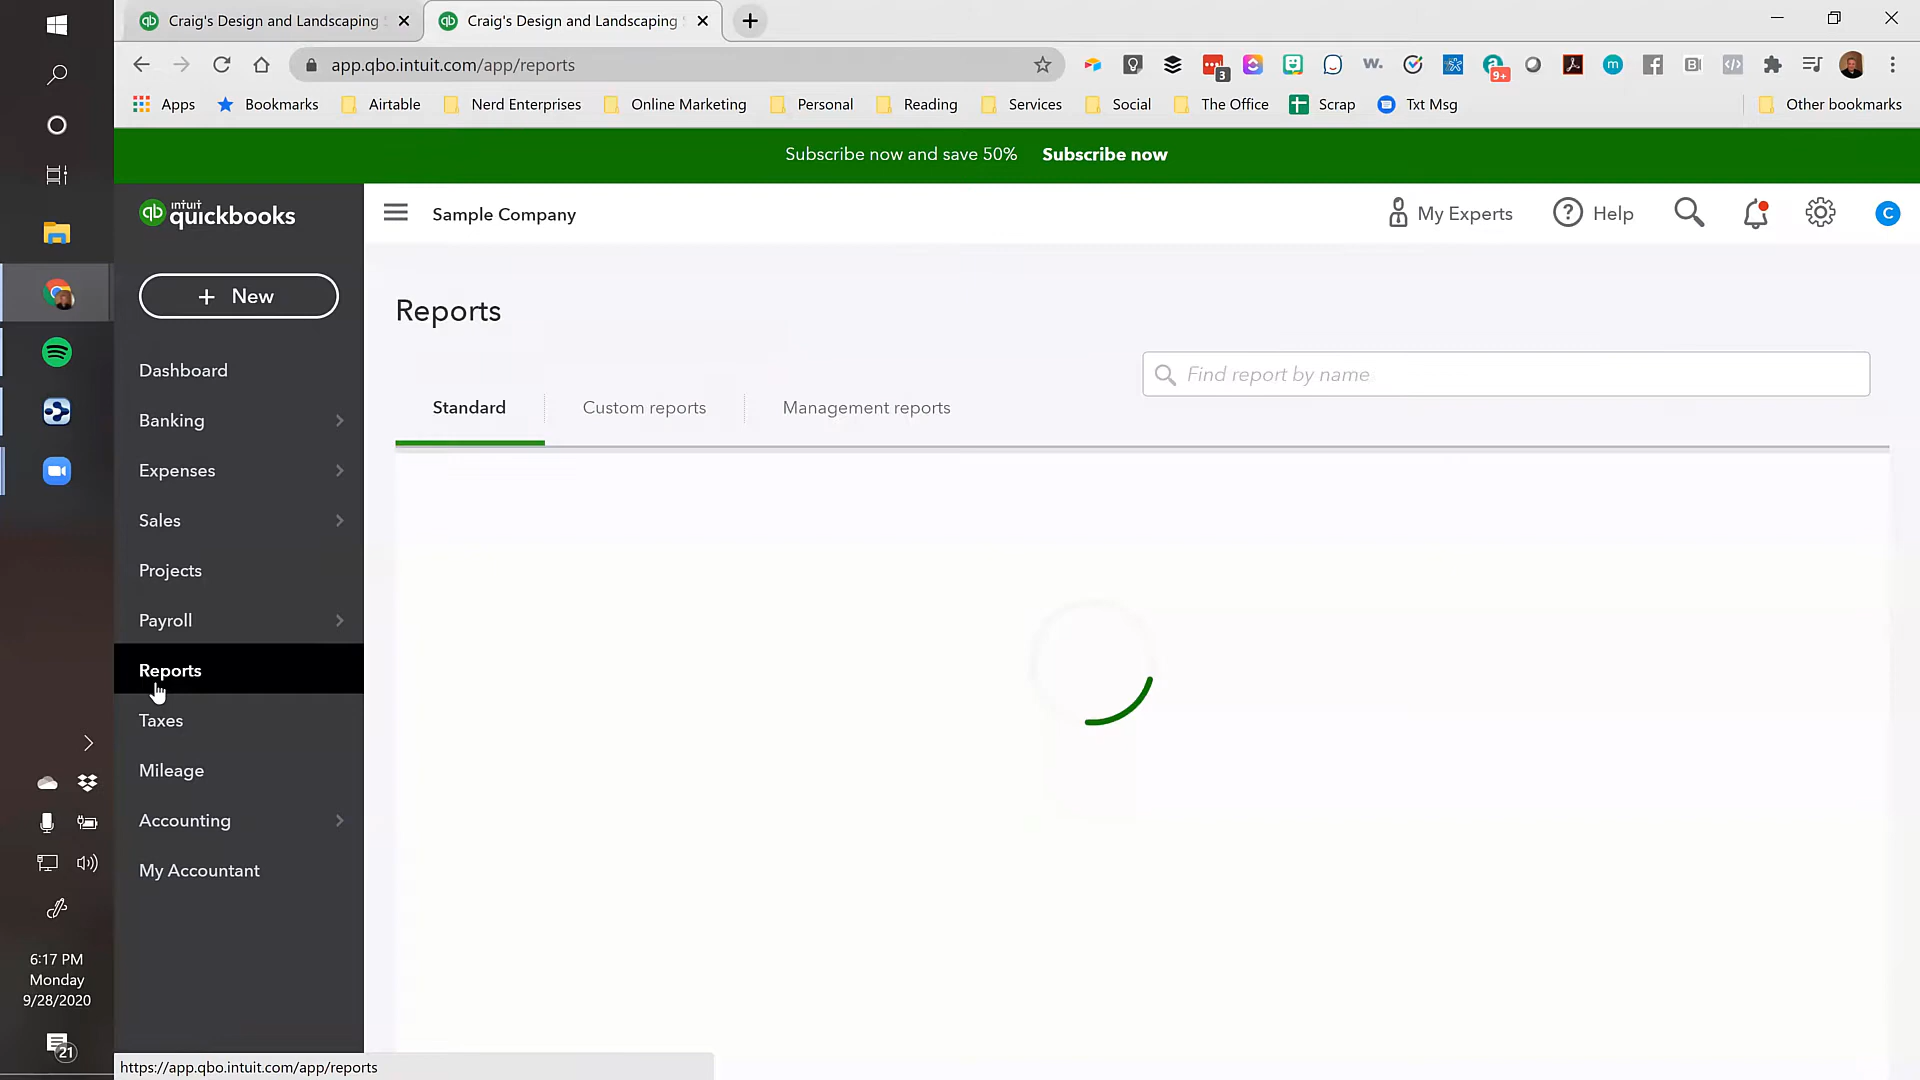 Craig's Design and Landscaping
Craig's Design and Landscaping
app.qbo.intuit.com/app/reports
3
w.
9+
m
B
Apps
Bookmarks
Airtable
Nerd Enterprises
Online Marketing
Personal
Reading
Services
Social
The Office
Scrap
Txt Msg
Other bookmarks
Subscribe now and save 50% Subscribe now
qb intuit quickbooks
Sample Company
My Experts
? Help
C
+ New
Reports
Find report by name
Standard
Custom reports
Management reports
Dashboard
Banking
Expenses
Sales
Projects
Payroll
Reports
Taxes
Mileage
Accounting
My Accountant
6:17 PM
Monday
9/28/2020
21
https://app.qbo.intuit.com/app/reports